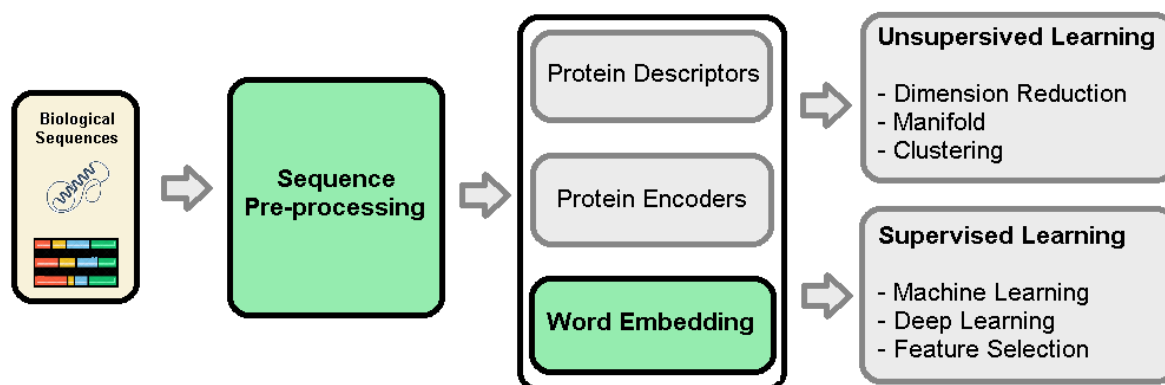 Biological
Sequences
Sequence
Pre-processing
Protein Descriptors
Protein Encoders
Word Embedding
Unsupersived Learning
- Dimension Reduction
- Manifold
- Clustering
Supervised Learning
- Machine Learning
- Deep Learning
- Feature Selection